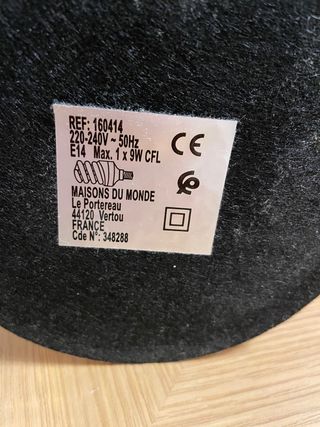 REF: 160414
220-240V ~ 50Hz
E14 Max. 1 x 9W CFL
CE
MAISONS DU MONDE
Le Portereau
44120 Vertou
FRANCE
Cde N°: 348288